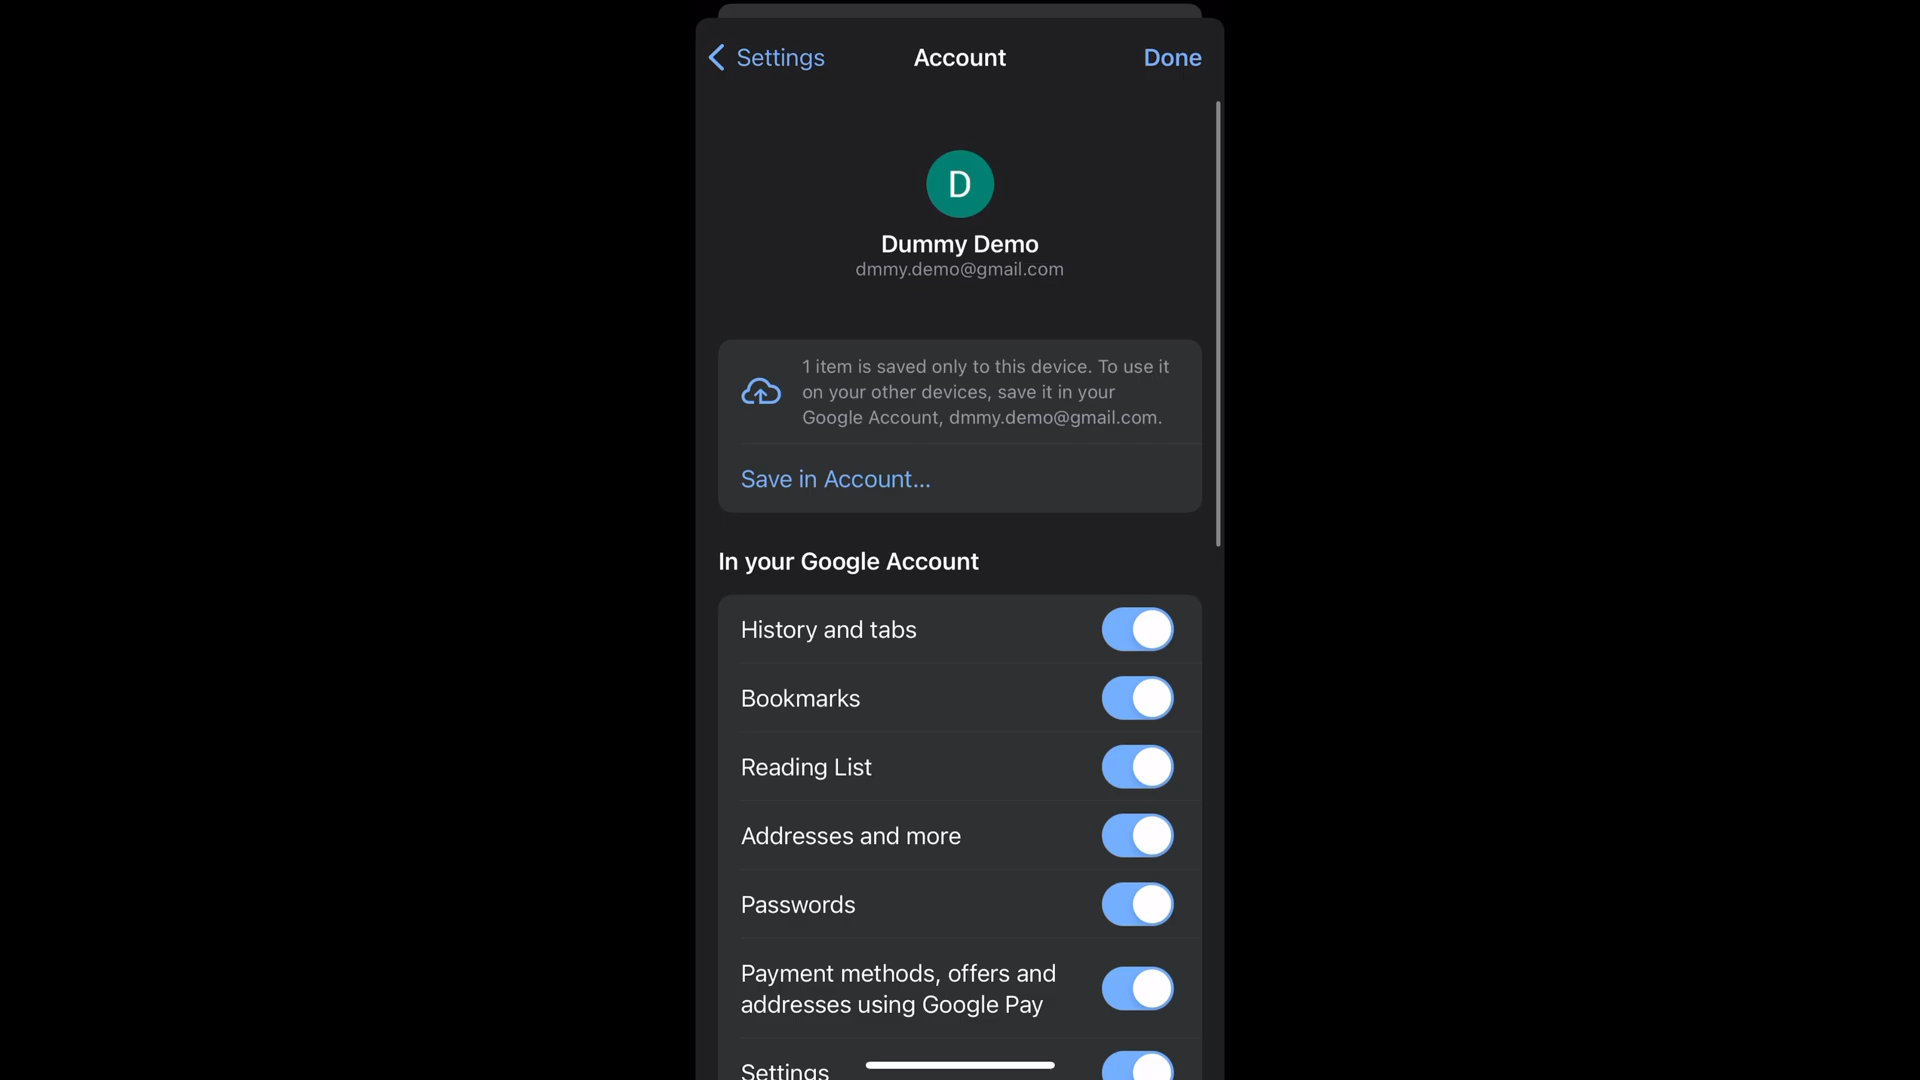 Settings
Account
Done
D
Dummy Demo
dmmy.demo@gmail.com
1 item is saved only to this device. To use it
on your other devices, save it in your
Google Account, dmmy.demo@gmail.com.
Save in Account...
In your Google Account
History and tabs
Bookmarks
Reading List
Addresses and more
Passwords
Payment methods, offers and
addresses using Google Pay
Settings